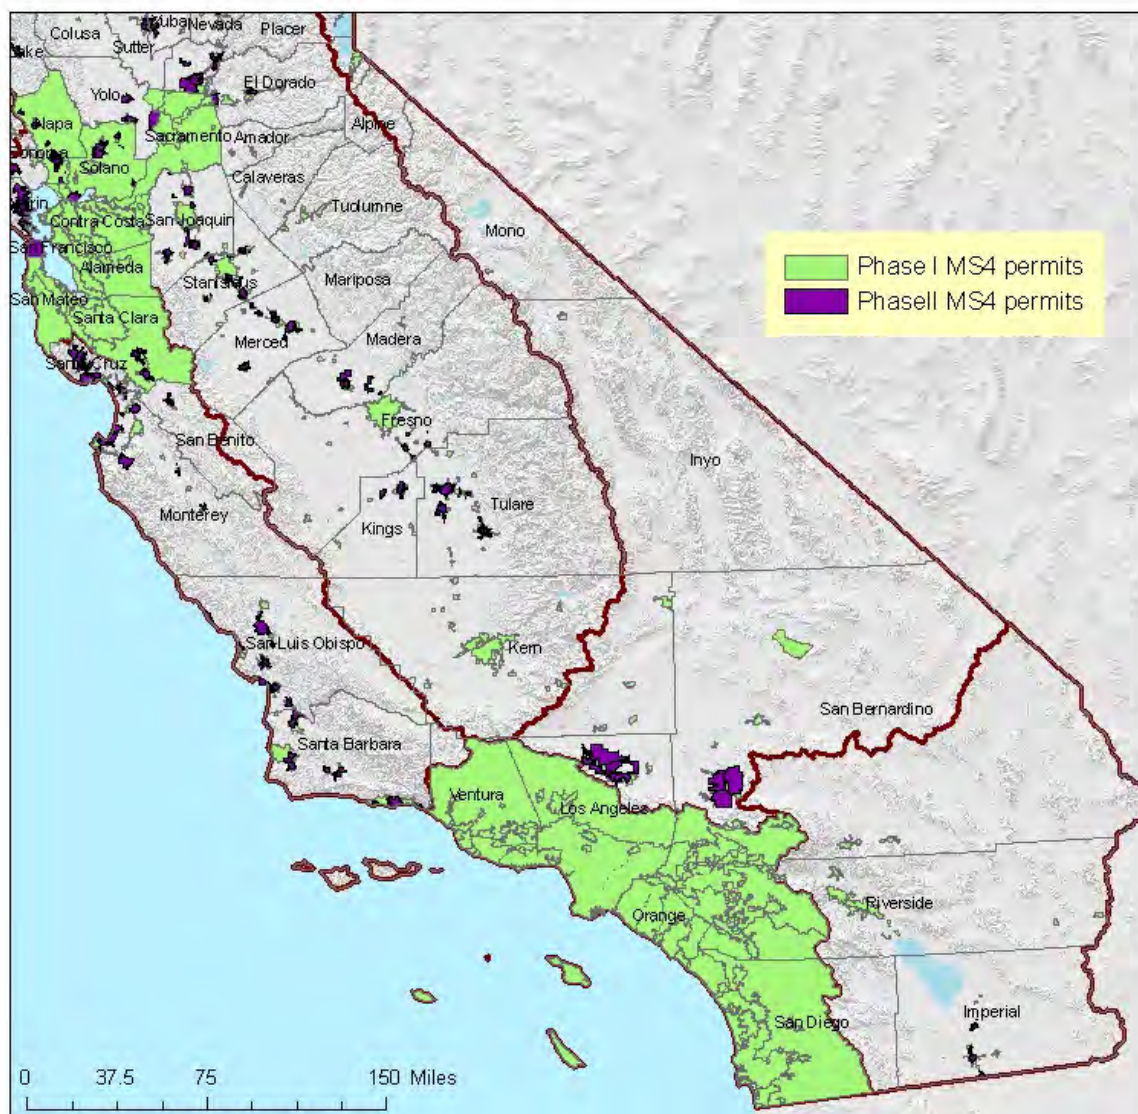 Yuba
Nevada
Placer
Colusa
Sutter
Lake
El Dorado
Yolo
Napa
Sacramento
Alpine
Amador
Sonoma
Solano
Calaveras
Marin
Tuolumne
Contra Costa
San Joaquin
Mono
San Francisco
Alameda
Phase I MS4 permits
Stanislaus
Mariposa
San Mateo
PhaseII MS4 permits
Santa Clara
Merced
Madera
Santa Cruz
Fresno
San Benito
Inyo
Monterey
Tulare
Kings
San Luis Obispo
Kern
San Bernardino
Santa Barbara
Ventura
Los Angeles
Riverside
Orange
San Diego
Imperial
0 37.5 75 150 Miles